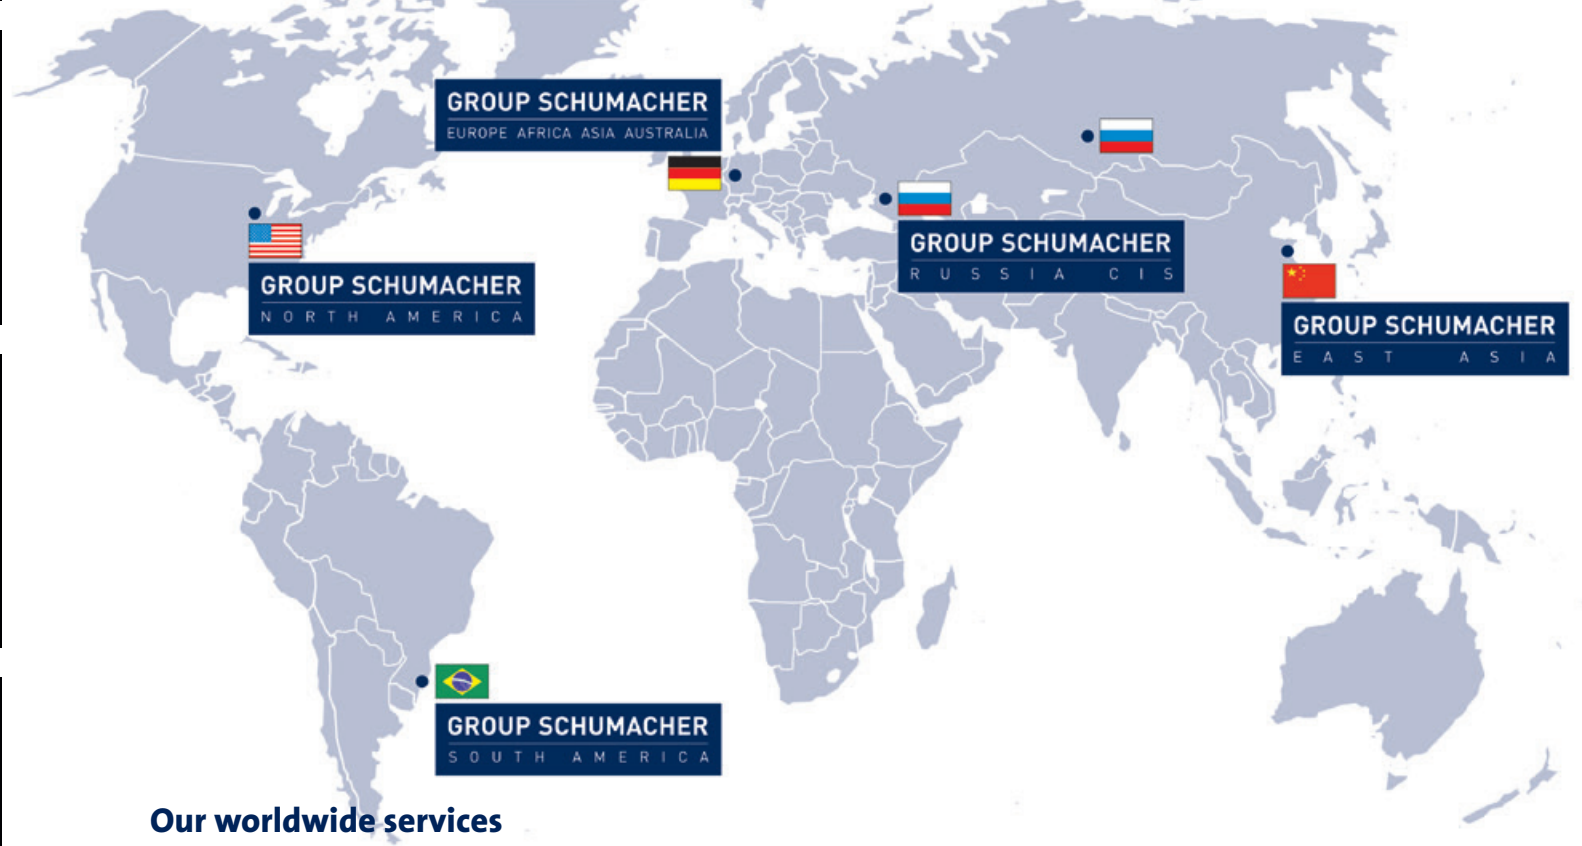 GROUP SCHUMACHER
EUROPE AFRICA ASIA AUSTRALIA
GROUP SCHUMACHER
RUSSIA CIS
GROUP SCHUMACHER
NORTH AMERICA
GROUP SCHUMACHER
EAST ASIA
GROUP SCHUMACHER
SOUTH AMERICA
Our worldwide services